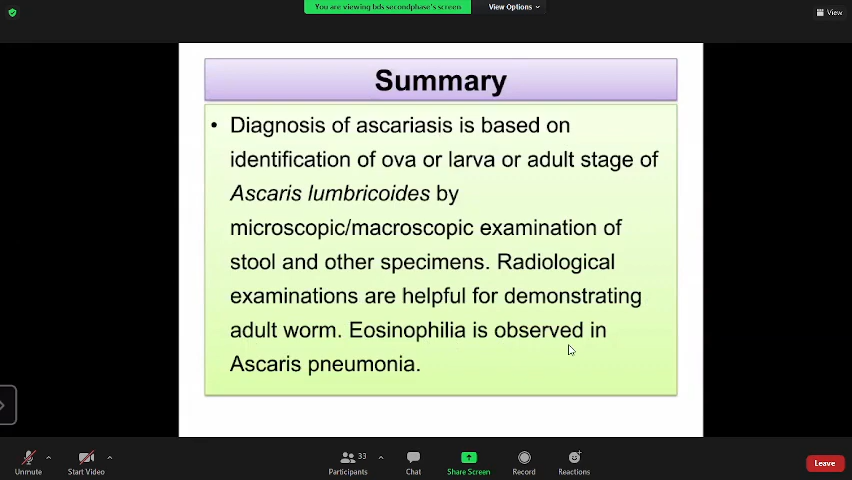 You are viewing bds secondphase's screen
View Options
View
Summary
• Diagnosis of ascariasis is based on
identification of ova or larva or adult stage of
Ascaris lumbricoides by
microscopic/macroscopic examination of
stool and other specimens. Radiological
examinations are helpful for demonstrating
adult worm. Eosinophilia is observed in
Ascaris pneumonia.
33
Unmute
Start Video
Participants
Chat
Share Screen
Record
Reactions
Leave